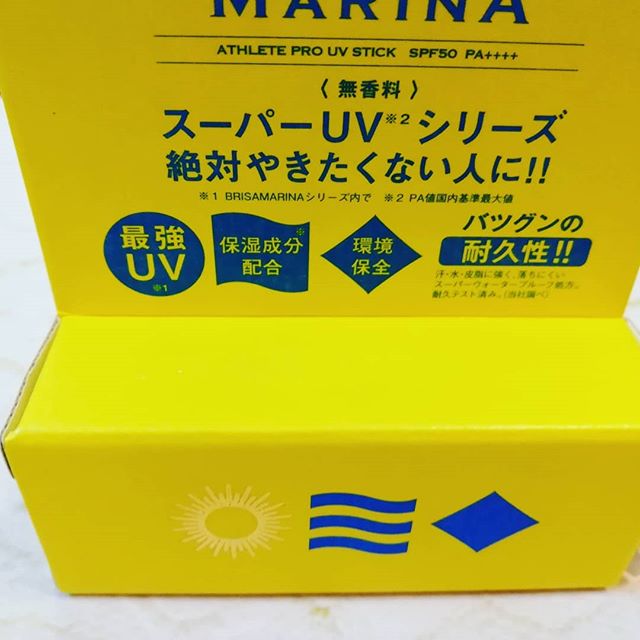 MARINA
ATHLETE PRO UV STICK SPF50 PA++++
〈 無香料 〉
スーパーUV※2シリーズ
絶対やきたくない人に!!
※1 BRISAMARINAシリーズ内で ※2 PA値国内基準最大値
最強
UV
※1
保湿成分※
配合
環境
保全
バツグンの
耐久性!!
汗・水・皮脂に強く、落ちにくい
スーパーウォータープルーフ処方。
耐久テスト済み。(当社調べ)